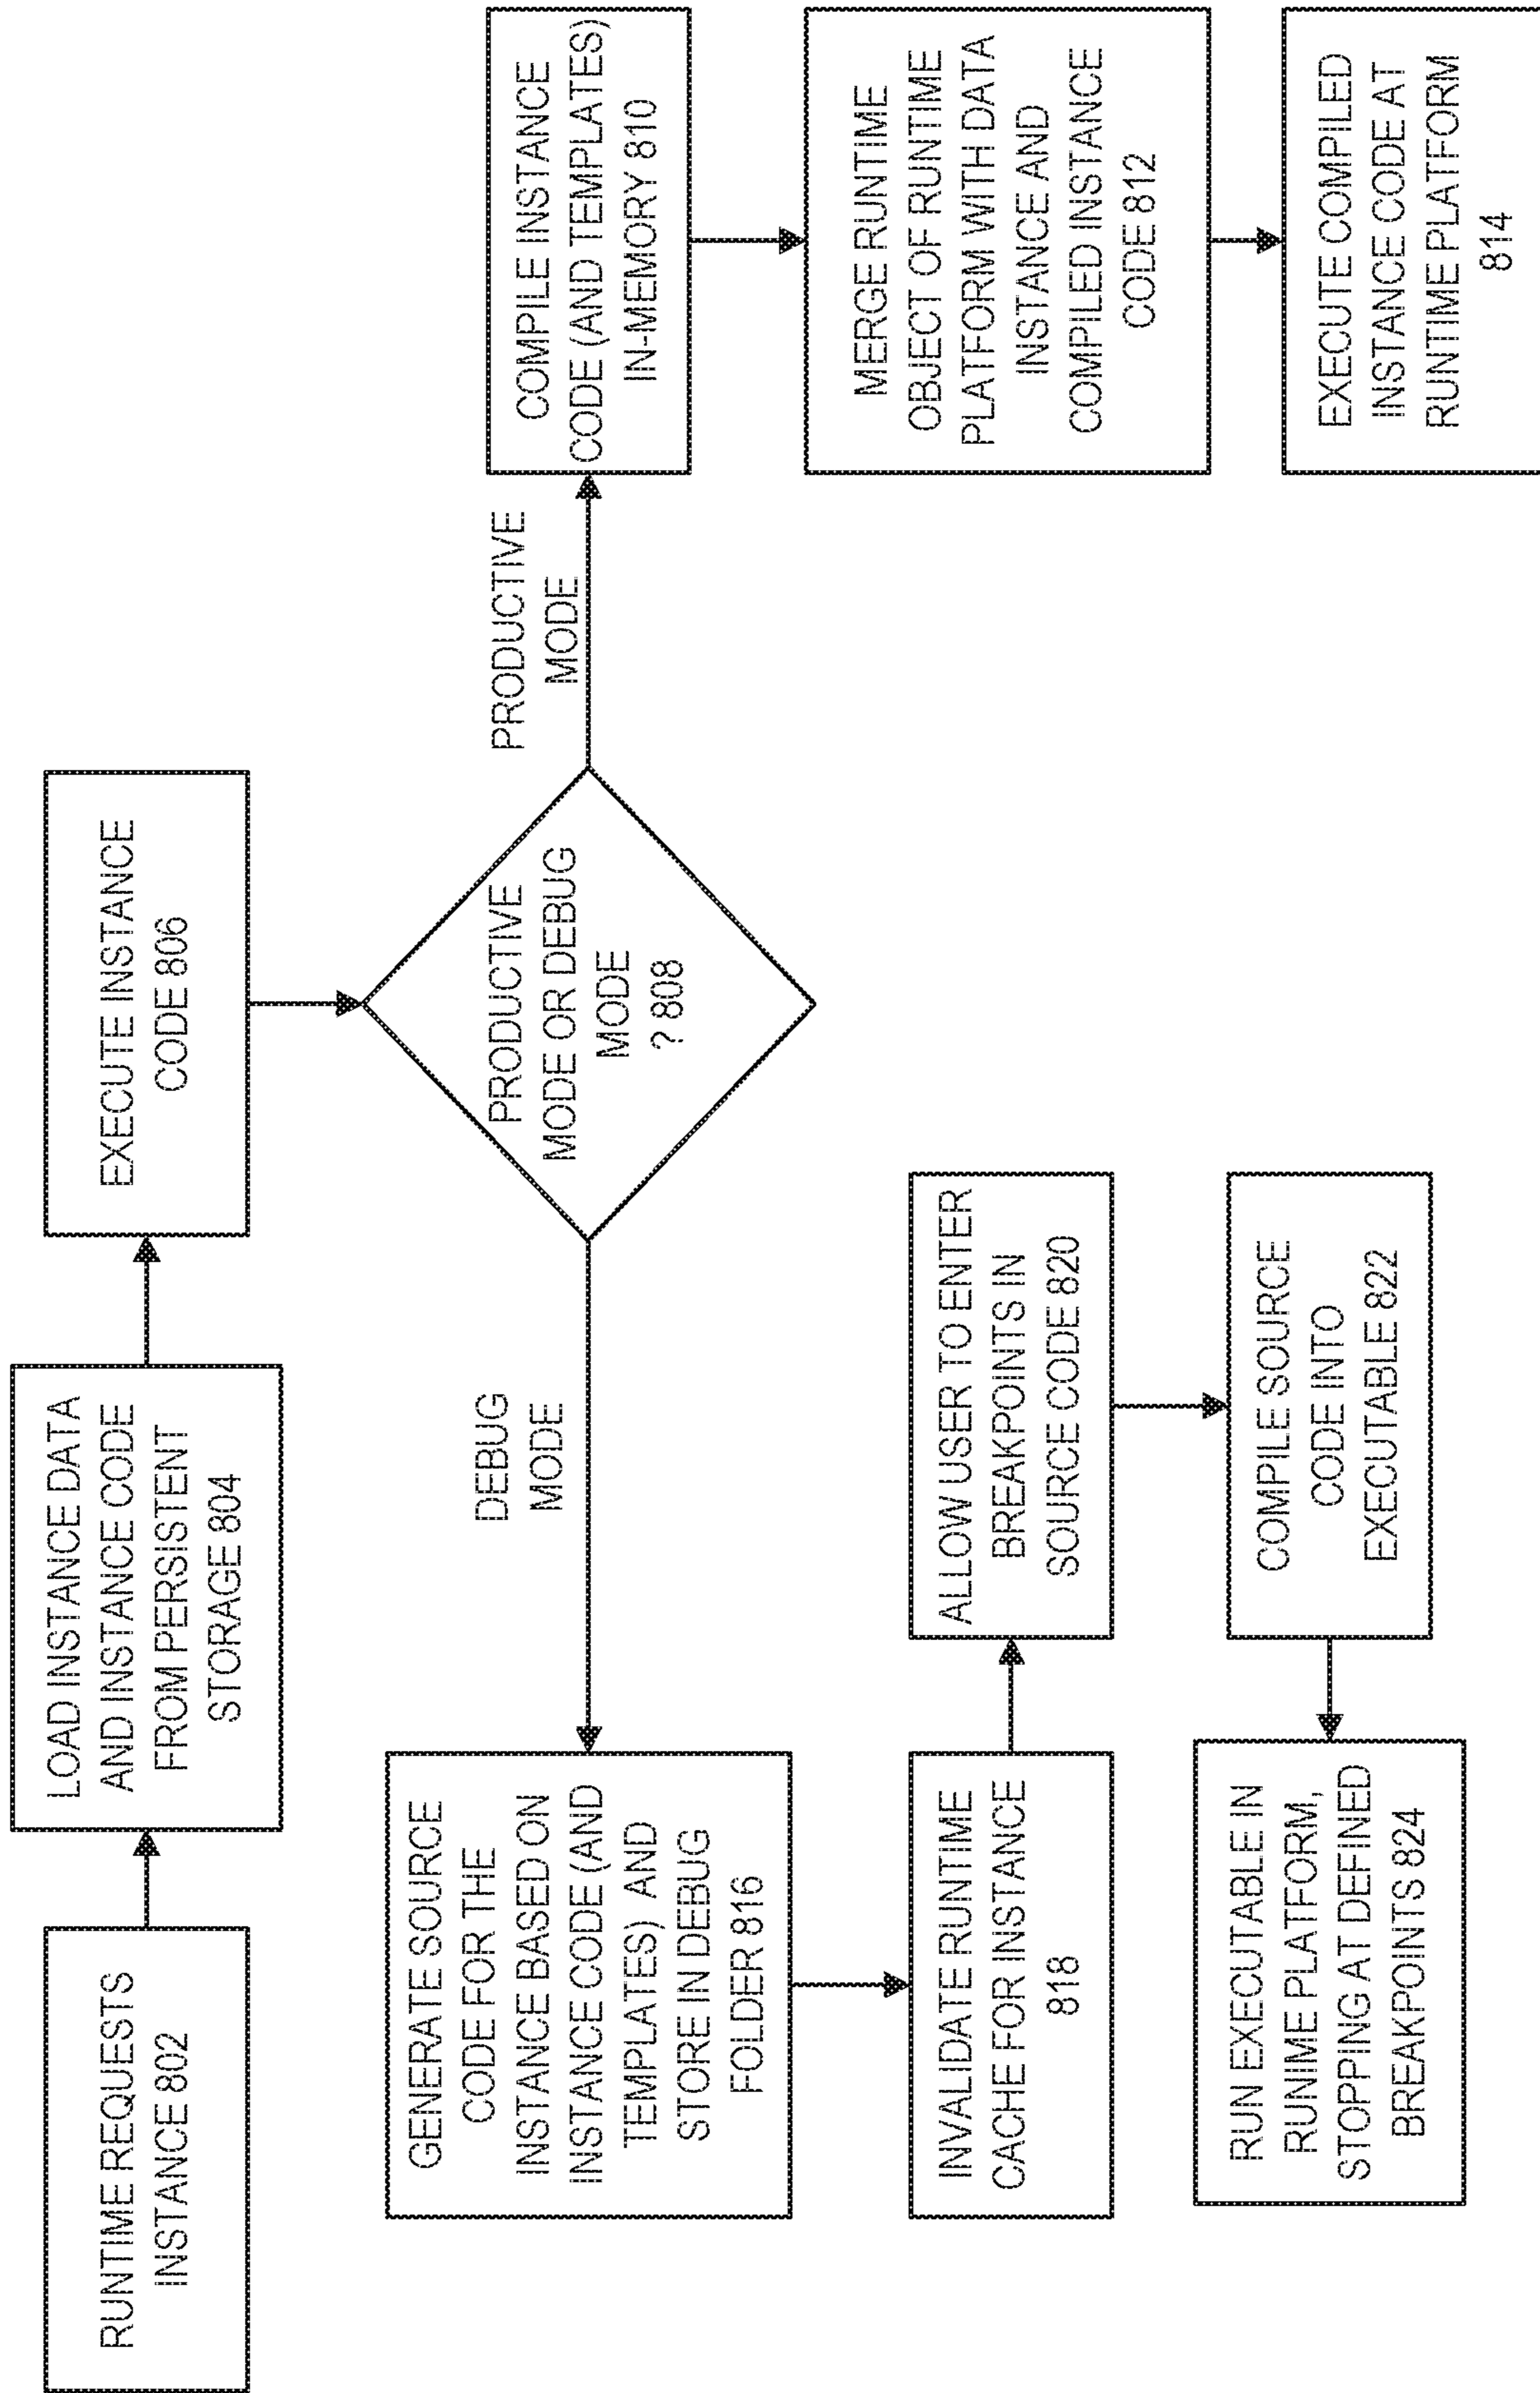 RUNTIME REQUESTS
INSTANCE 802
LOAD INSTANCE DATA
AND INSTANCE CODE
FROM PERSISTENT
STORAGE 804
EXECUTE INSTANCE
CODE 806
PRODUCTIVE
MODE OR DEBUG
MODE
? 808
PRODUCTIVE
MODE
COMPILE INSTANCE
CODE (AND TEMPLATES)
IN-MEMORY 810
MERGE RUNTIME
OBJECT OF RUNTIME
PLATFORM WITH DATA
INSTANCE AND
COMPILED INSTANCE
CODE 812
EXECUTE COMPILED
INSTANCE CODE AT
RUNTIME PLATFORM
814
DEBUG
MODE
GENERATE SOURCE
CODE FOR THE
INSTANCE BASED ON
INSTANCE CODE (AND
TEMPLATES) AND
STORE IN DEBUG
FOLDER 816
INVALIDATE RUNTIME
CACHE FOR INSTANCE
818
ALLOW USER TO ENTER
BREAKPOINTS IN
SOURCE CODE 820
COMPILE SOURCE
CODE INTO
EXECUTABLE 822
RUN EXECUTABLE IN
RUNIME PLATFORM,
STOPPING AT DEFINED
BREAKPOINTS 824